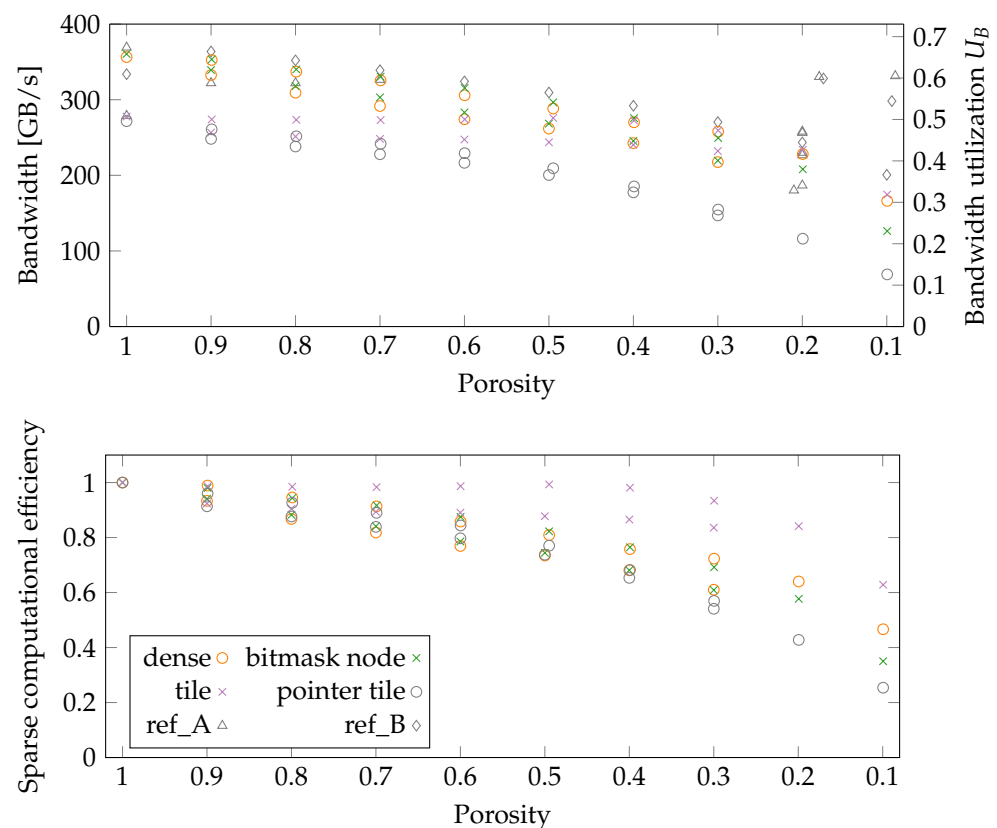 400
300
200
100
0
Bandwidth [GB/s]
0.7
0.6
0.5
0.4
0.3
0.2
0.1
0
Bandwidth utilization U_B
1 0.9 0.8 0.7 0.6 0.5 0.4 0.3 0.2 0.1
Porosity
1
0.8
0.6
0.4
0.2
0
Sparse computational efficiency
dense bitmask node
tile pointer tile
ref_A ref_B
1 0.9 0.8 0.7 0.6 0.5 0.4 0.3 0.2 0.1
Porosity